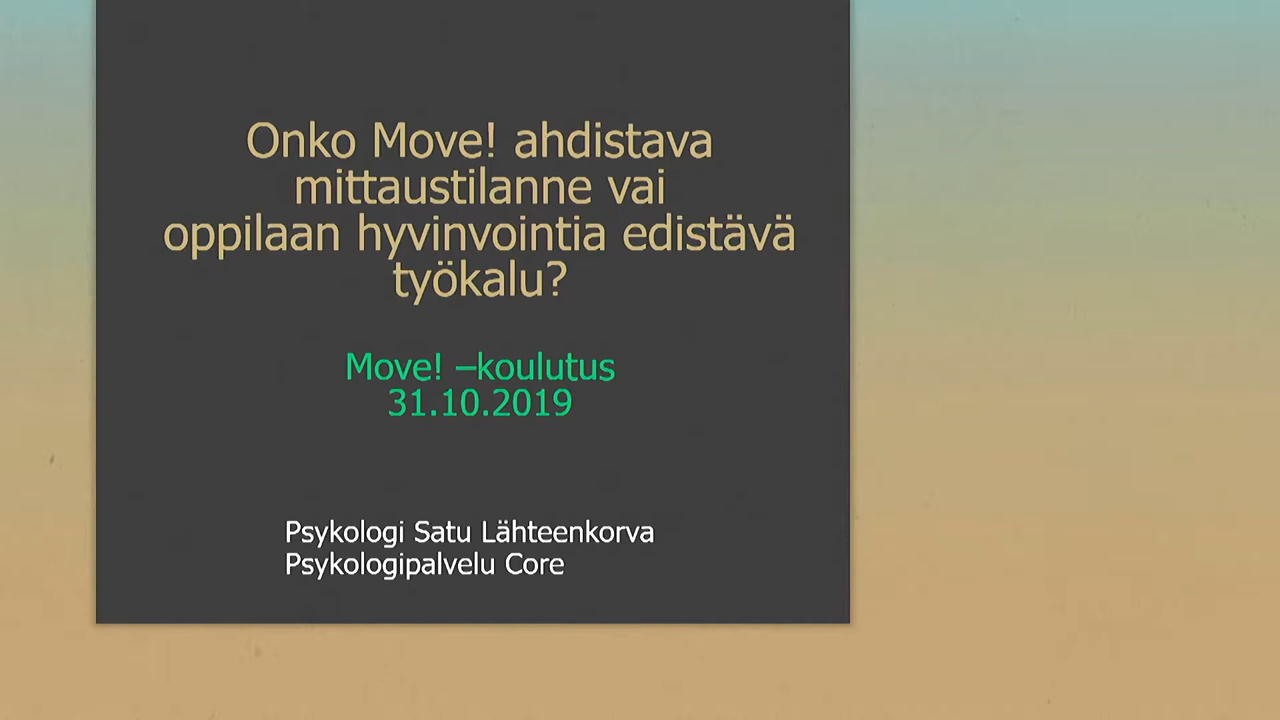 Onko Move! ahdistava
mittaustilanne vai
oppilaan hyvinvointia edistävä
työkalu?
Move! –koulutus
31.10.2019
Psykologi Satu Lähteenkorva
Psykologipalvelu Core